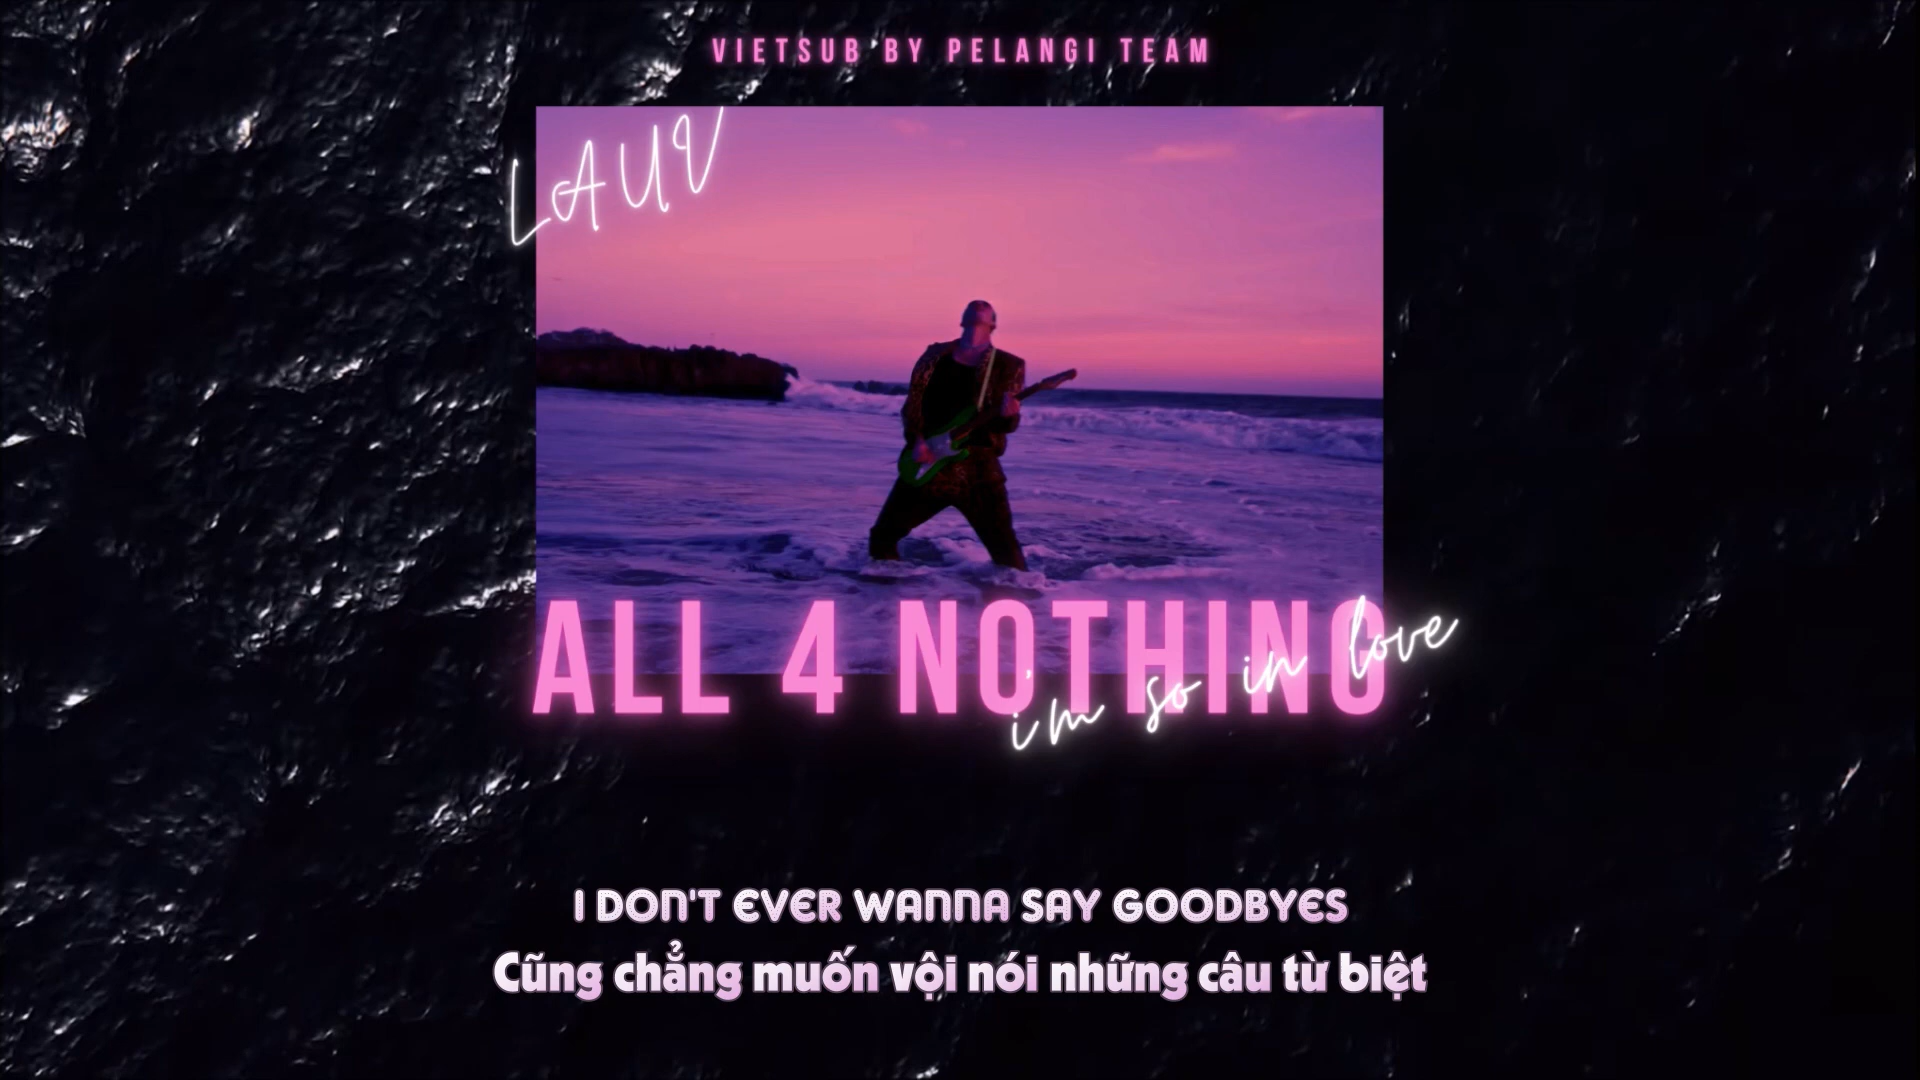 VIETSUB BY PELANGI TEAM
LAUV
ALL 4 NOTHING
i'm so in love
I DON'T EVER WANNA SAY GOODBYES
Cũng chẳng muốn vội nói những câu từ biệt